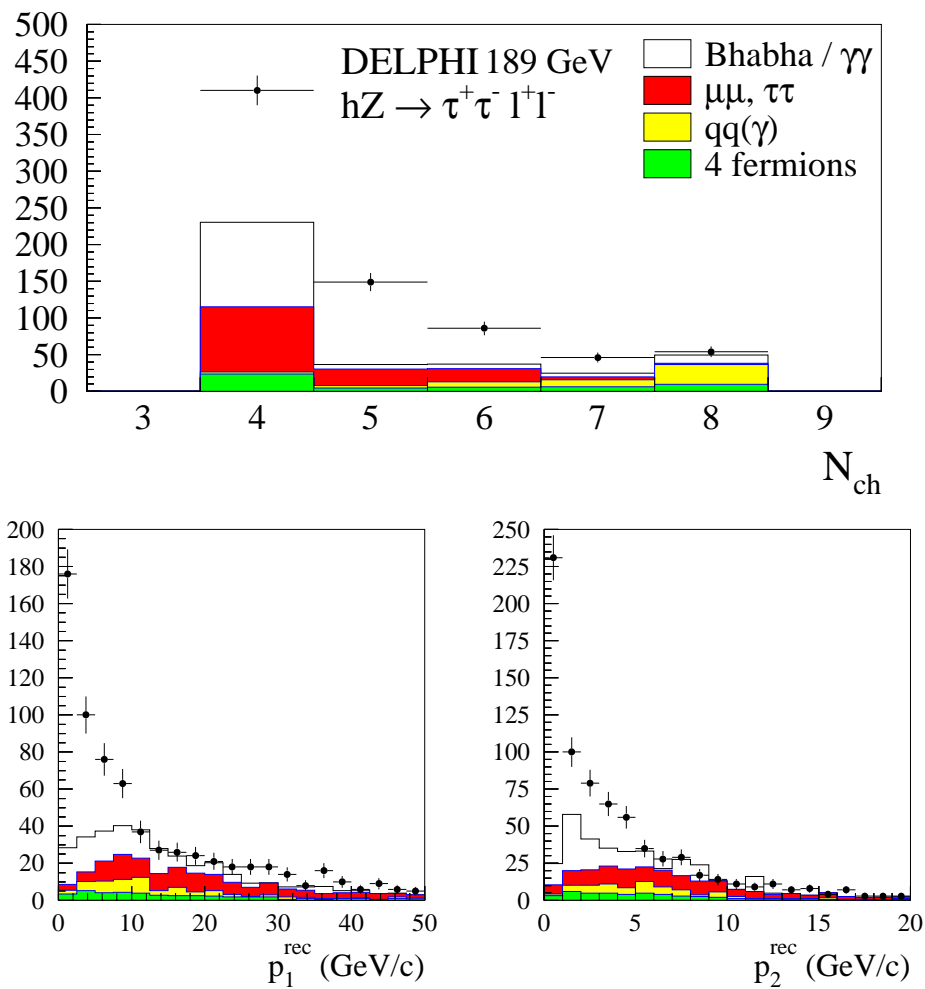 500
450
400
350
300
250
200
150
100
50
0
DELPHI 189 GeV
hZ → τ⁺τ⁻ l⁺l⁻
Bhabha / γγ
μμ, ττ
qq(γ)
4 fermions
3 4 5 6 7 8 9
N_ch
200
180
160
140
120
100
80
60
40
20
0
0 10 20 30 40 50
p₁^rec (GeV/c)
250
225
200
175
150
125
100
75
50
25
0
0 5 10 15 20
p₂^rec (GeV/c)